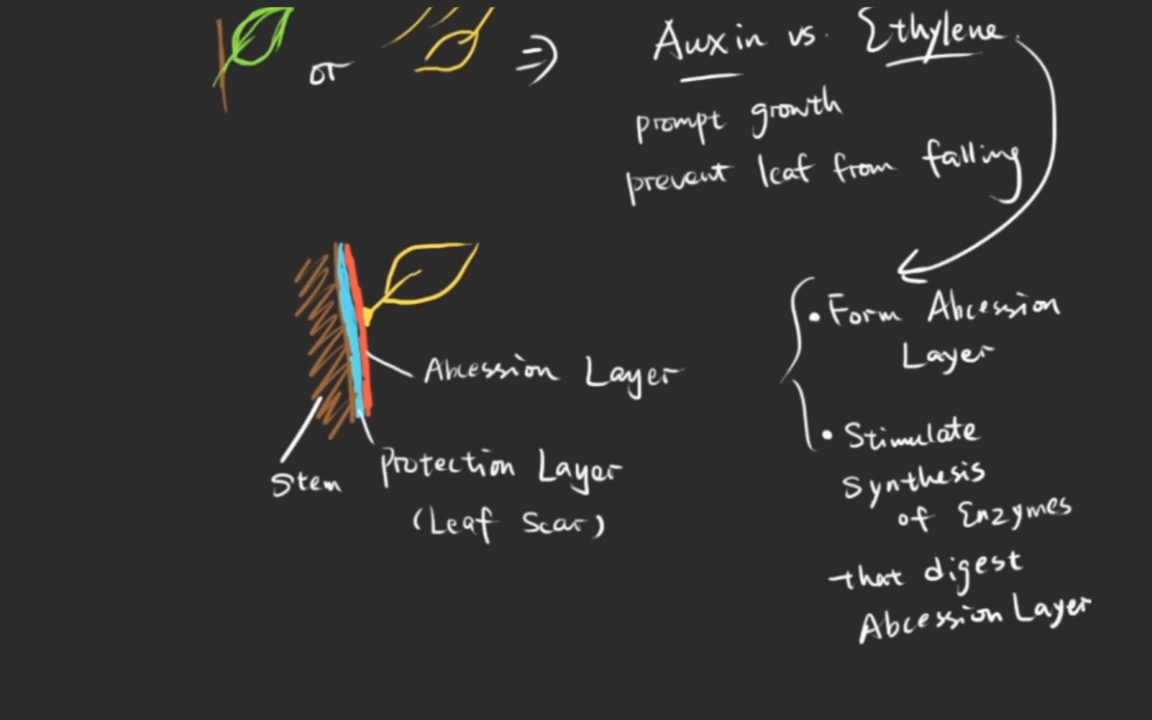 or ⇒ Auxin vs. Ethylene
prompt growth
prevent leaf from falling
• Form Abcession
Layer
• Stimulate
Synthesis
of Enzymes
that digest
Abcession Layer
Abcession Layer
Protection Layer
(Leaf Scar)
Stem